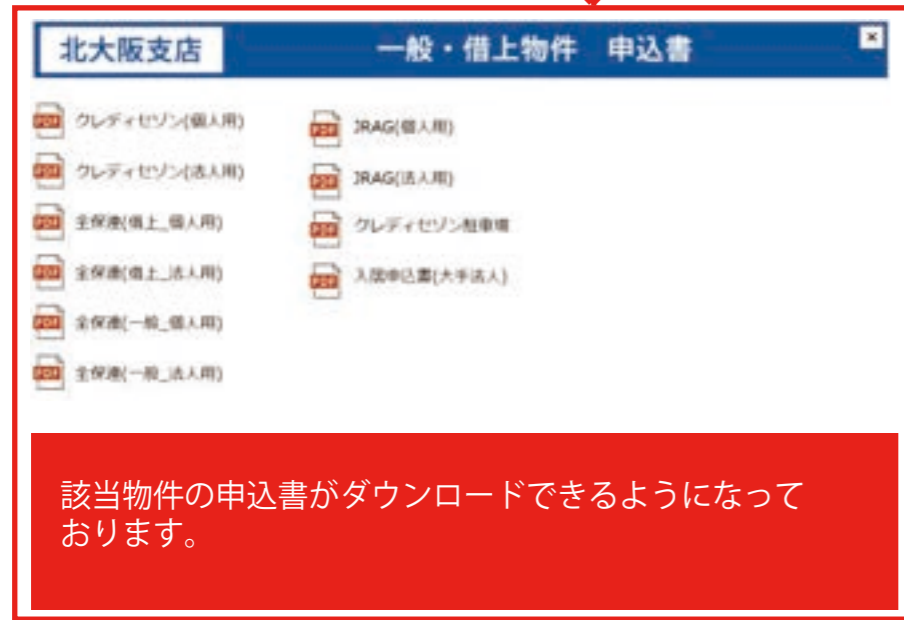 北大阪支店
一般・借上物件 申込書
クレディセゾン(個人用)
クレディセゾン(法人用)
全保連(借上_個人用)
全保連(借上_法人用)
全保連(一般_個人用)
全保連(一般_法人用)
JRAG(個人用)
JRAG(法人用)
クレディセゾン駐車場
入居申込書(大手法人)
該当物件の申込書がダウンロードできるようになって
おります。